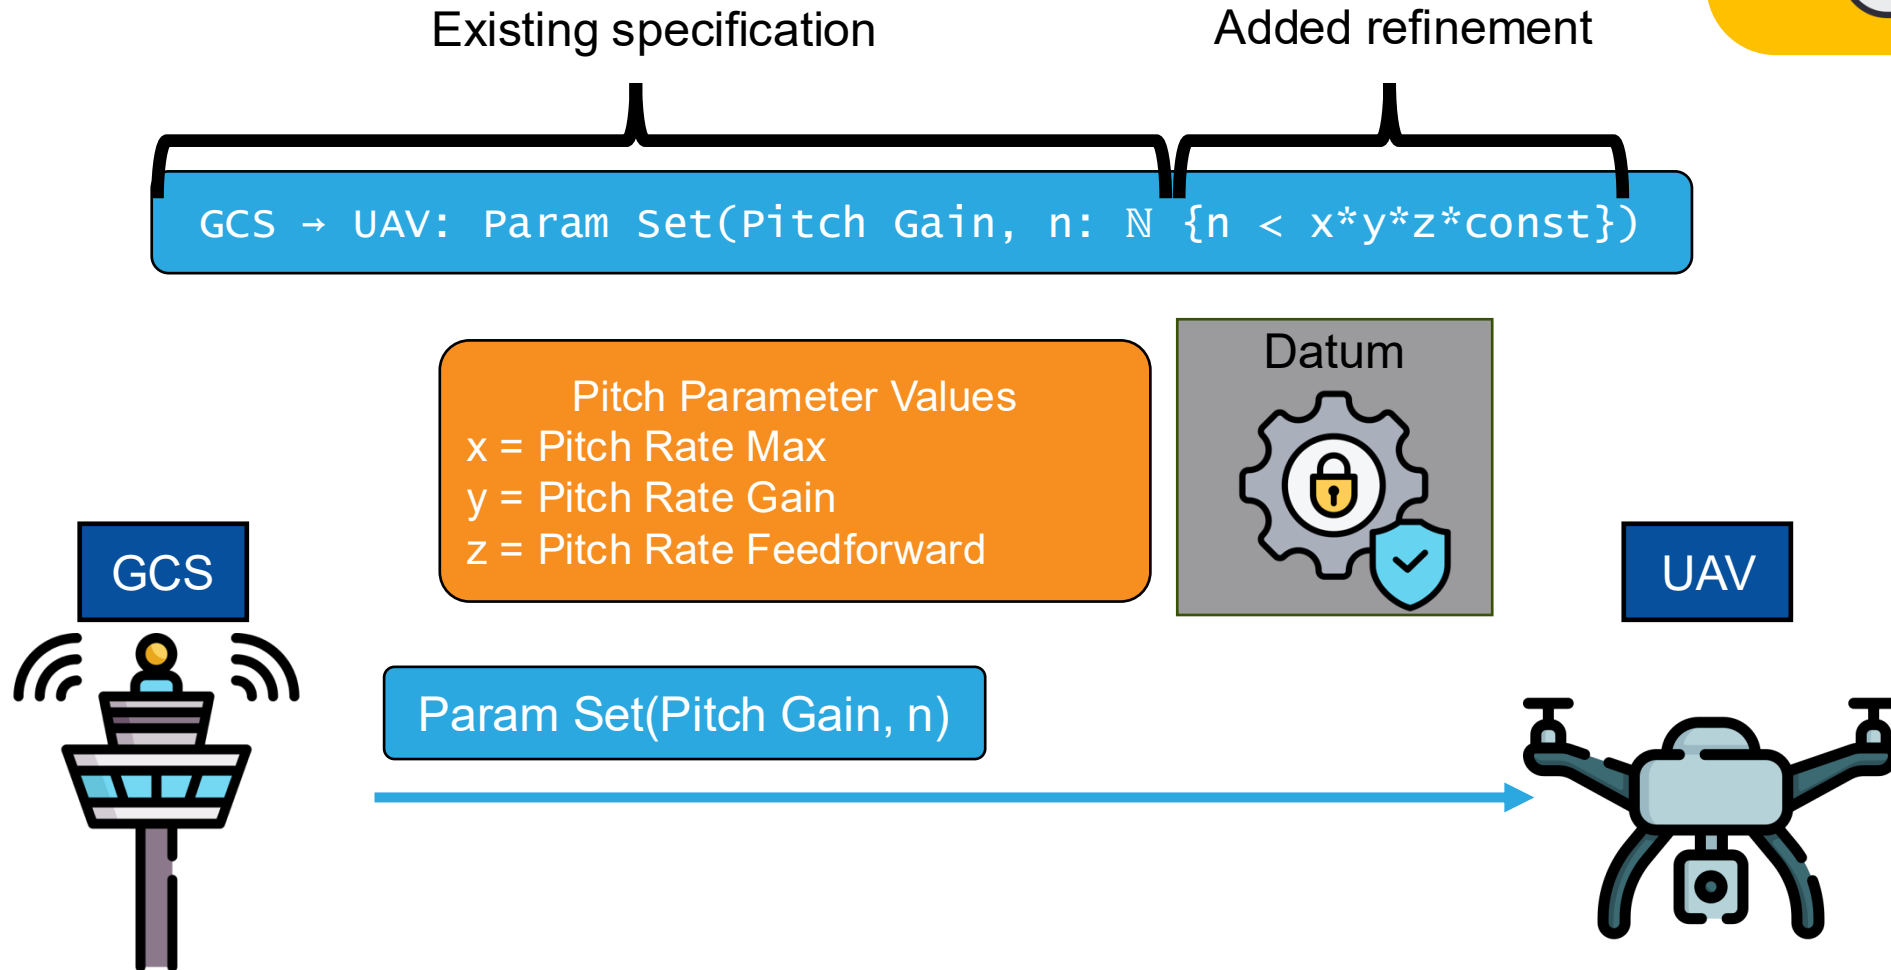 Existing specification
Added refinement
GCS → UAV: Param Set(Pitch Gain, n: ℕ {n < x*y*z*const})
Datum
Pitch Parameter Values
x = Pitch Rate Max
y = Pitch Rate Gain
z = Pitch Rate Feedforward
GCS
UAV
Param Set(Pitch Gain, n)